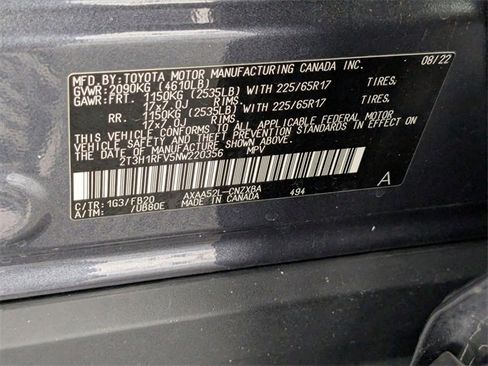 MFD. BY: TOYOTA MOTOR MANUFACTURING CANADA INC. 08/22
GVWR: 2090KG (4610LB)
GAWR: FRT. 1150KG (2535LB) WITH 225/65R17 TIRES,
17x7.0J RIMS,
RR. 1150KG (2535LB) WITH 225/65R17 TIRES,
17x7.0J RIMS,
THIS VEHICLE CONFORMS TO ALL APPLICABLE FEDERAL MOTOR
VEHICLE SAFETY, BUMPER, AND THEFT PREVENTION STANDARDS IN
EFFECT ON THE DATE OF MANUFACTURE SHOWN ABOVE.
2T3H1RFV5NW220356 MPV
C/TR: 1G3/FB20 AXAA52L-CNZXBA 494 A
A/TM: /UB80E MADE IN CANADA